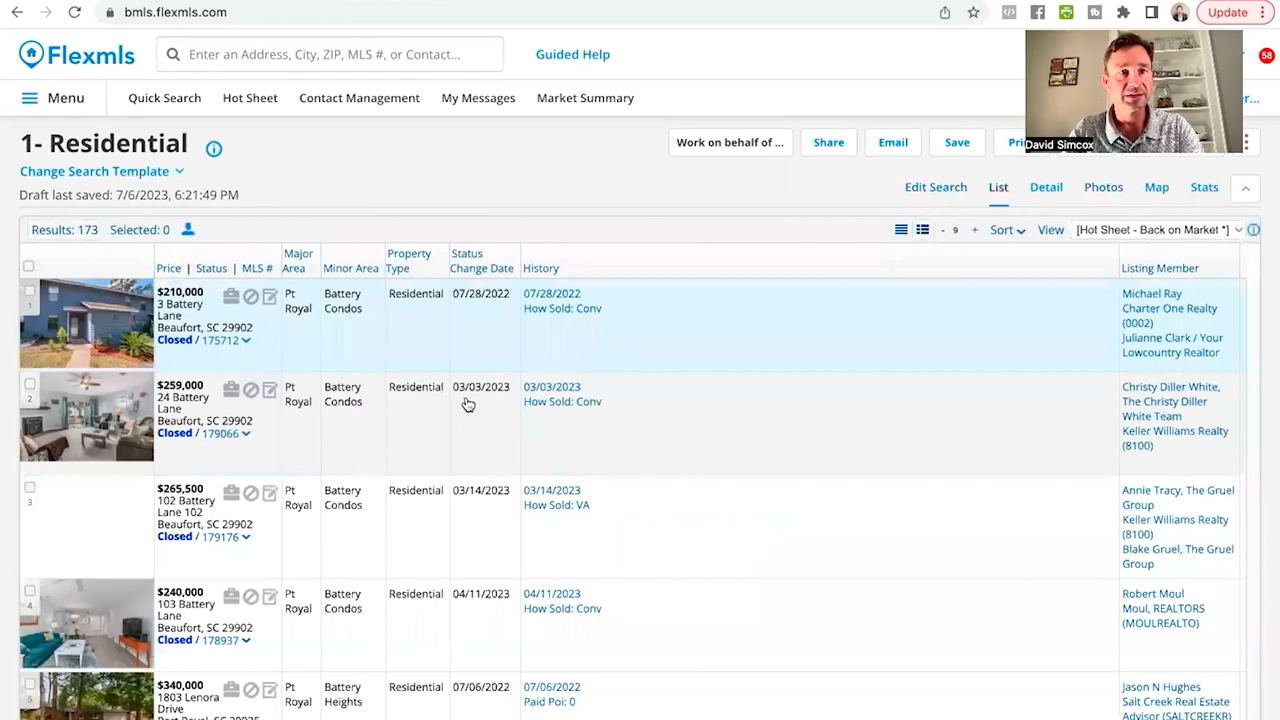 bmls.flexmls.com
Update
Flexmls
Enter an Address, City, ZIP, MLS #, or Contact...
Guided Help
58
Menu
Quick Search
Hot Sheet
Contact Management
My Messages
Market Summary
er...
David Simcox
1- Residential
Work on behalf of ...
Share
Email
Save
Pri
Change Search Template
Draft last saved: 7/6/2023, 6:21:49 PM
Edit Search
List
Detail
Photos
Map
Stats
Results: 173
Selected: 0
- 9 +
Sort
View
[Hot Sheet - Back on Market *]
Price | Status | MLS #
Major Area
Minor Area
Property Type
Status Change Date
History
Listing Member
1
$210,000
3 Battery
Lane
Beaufort, SC 29902
Closed / 175712
Pt
Royal
Battery
Condos
Residential
07/28/2022
07/28/2022
How Sold: Conv
Michael Ray
Charter One Realty
(0002)
Julianne Clark / Your
Lowcountry Realtor
2
$259,000
24 Battery
Lane
Beaufort, SC 29902
Closed / 179066
Pt
Royal
Battery
Condos
Residential
03/03/2023
03/03/2023
How Sold: Conv
Christy Diller White,
The Christy Diller
White Team
Keller Williams Realty
(8100)
3
$265,500
102 Battery
Lane 102
Beaufort, SC 29902
Closed / 179176
Pt
Royal
Battery
Condos
Residential
03/14/2023
03/14/2023
How Sold: VA
Annie Tracy, The Gruel
Group
Keller Williams Realty
(8100)
Blake Gruel, The Gruel
Group
4
$240,000
103 Battery
Lane
Beaufort, SC 29902
Closed / 178937
Pt
Royal
Battery
Condos
Residential
04/11/2023
04/11/2023
How Sold: Conv
Robert Moul
Moul, REALTORS
(MOULREALTO)
5
$340,000
1803 Lenora
Drive
Port Royal, SC 29935
Pt
Royal
Battery
Heights
Residential
07/06/2022
07/06/2022
Paid Poi: 0
Jason N Hughes
Salt Creek Real Estate
Advisor (SALTCREEKR)